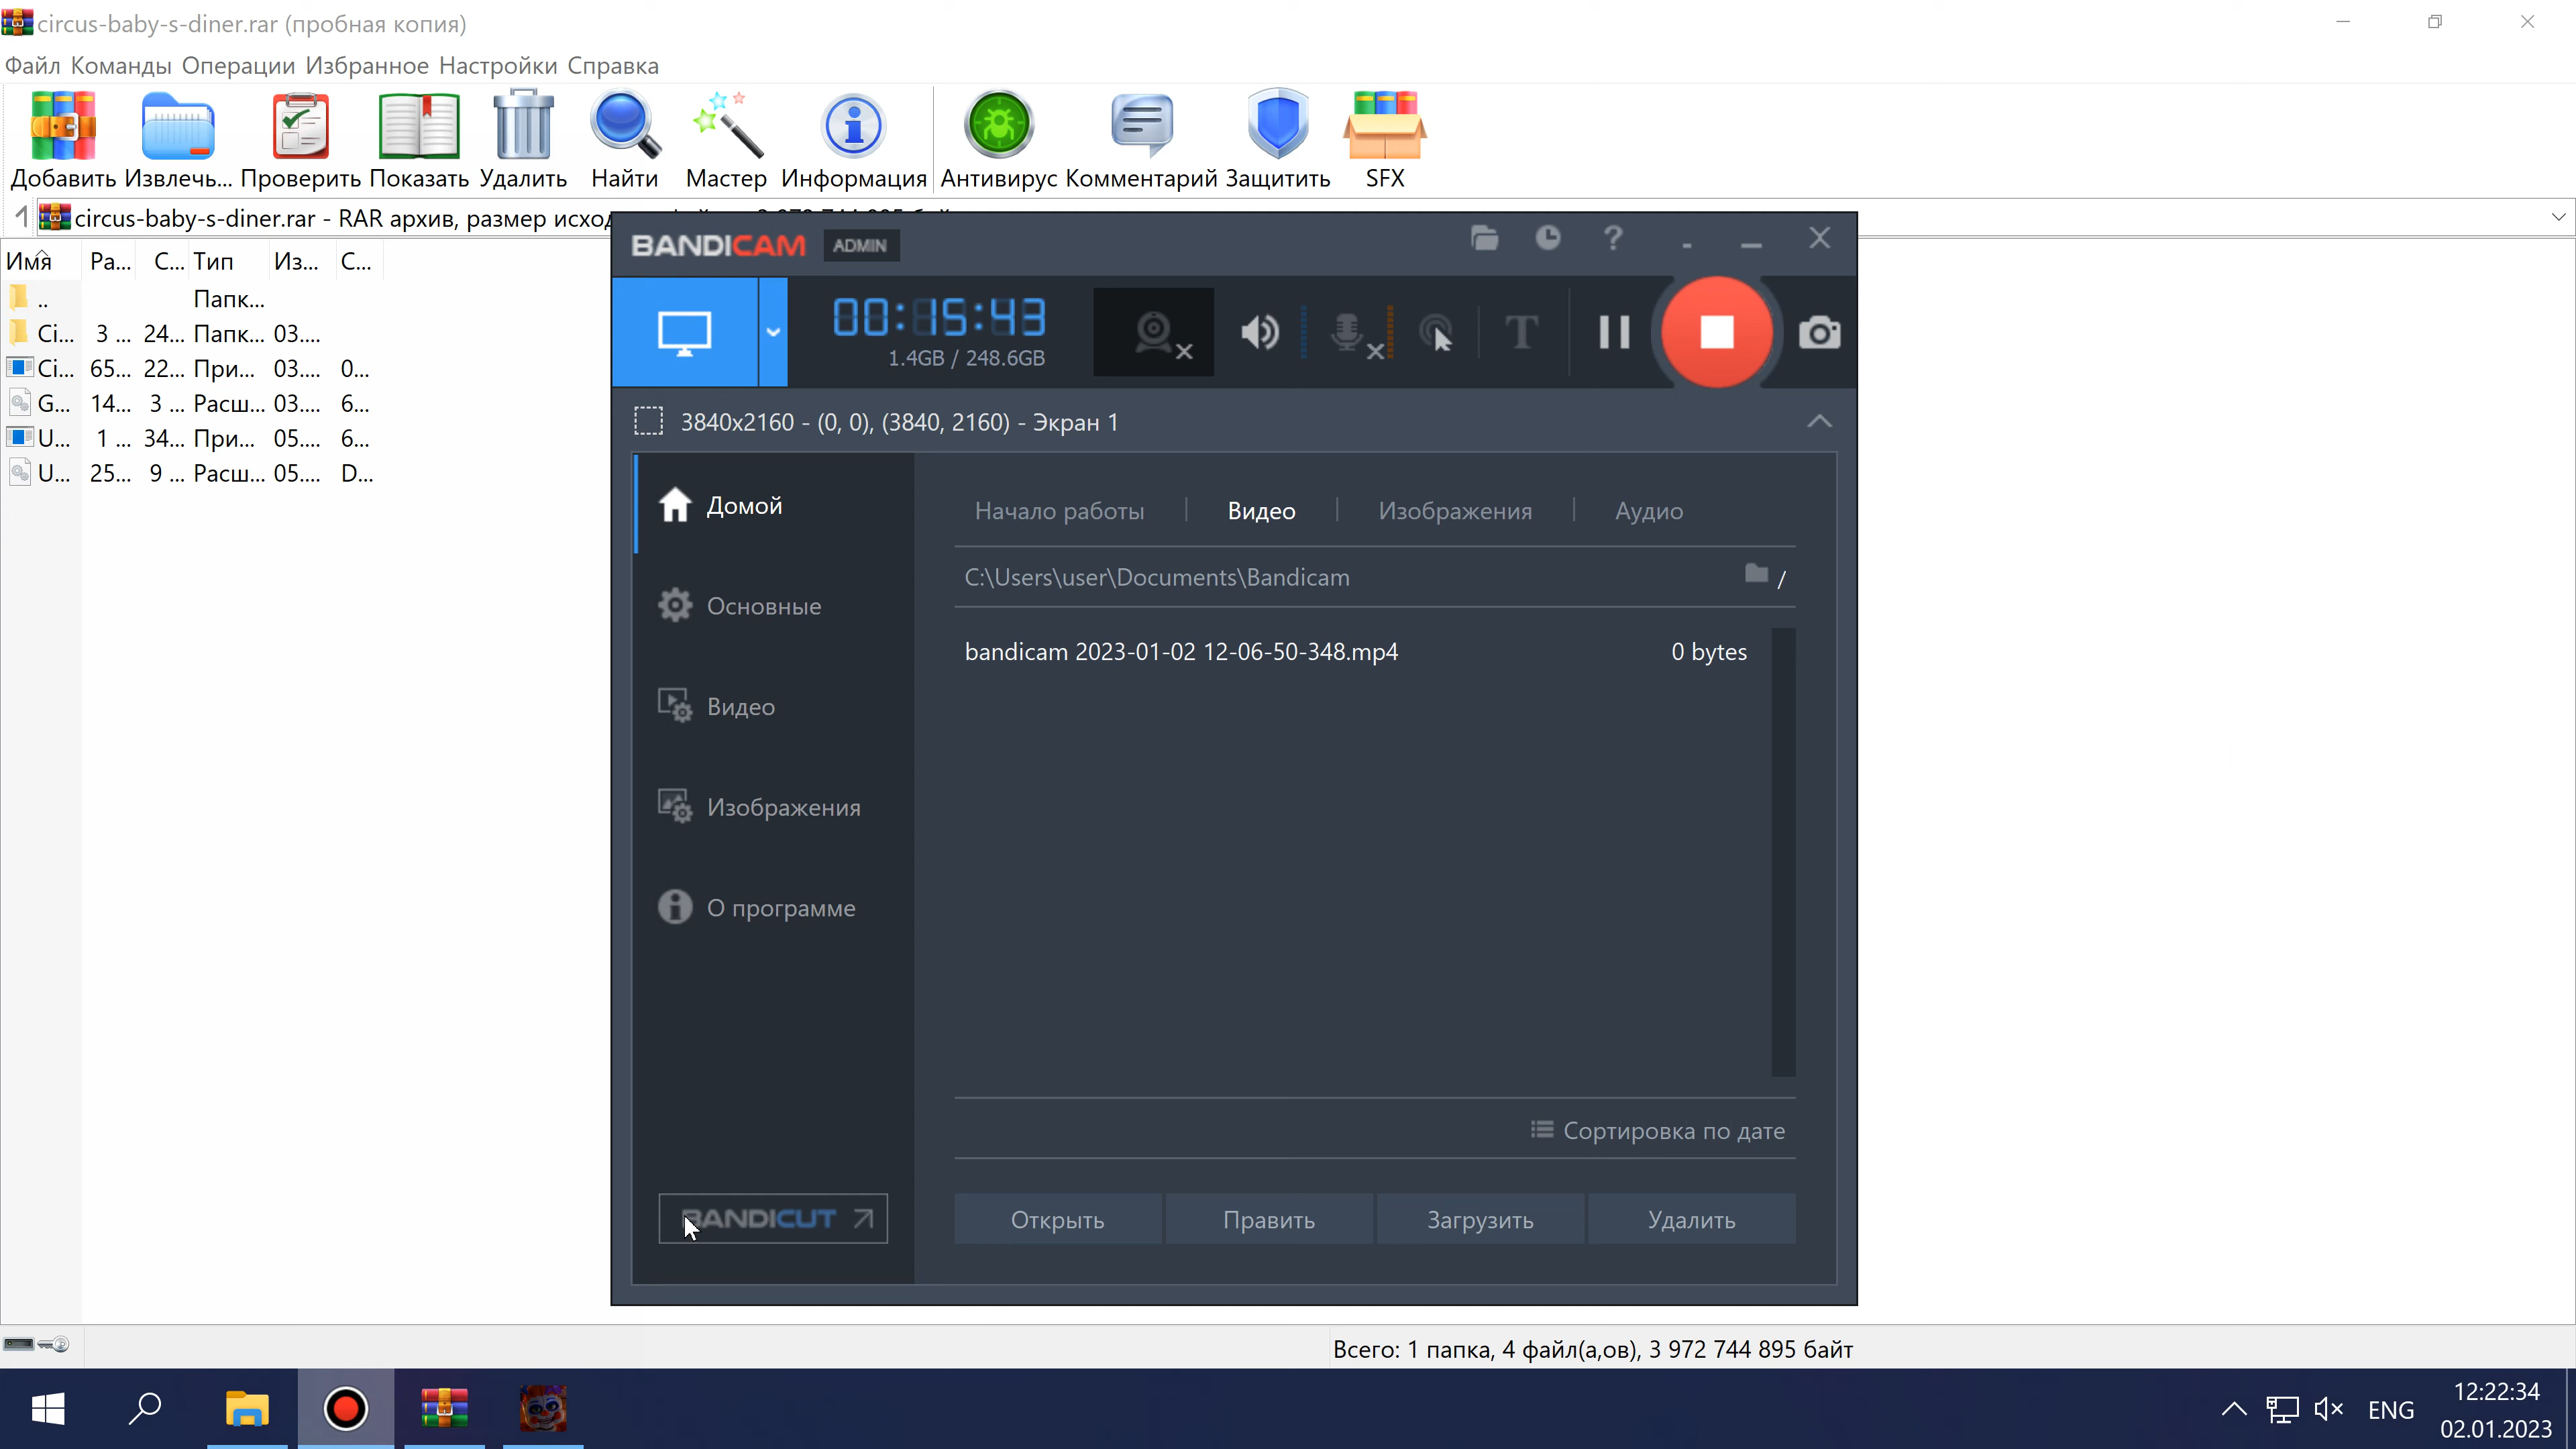 circus-baby-s-diner.rar (пробная копия)
Файл Команды Операции Избранное Настройки Справка
Добавить Извлечь... Проверить Показать Удалить Найти Мастер Информация Антивирус Комментарий Защитить SFX
circus-baby-s-diner.rar - RAR архив, размер
Имя Ра... С... Тип Из... С...
.. Папк...
Ci... 3 ... 24... Папк... 03....
Ci... 65... 22... При... 03.... 0...
G... 14... 3 ... Расш... 03.... 6...
U... 1 ... 34... При... 05.... 6...
U... 25... 9 ... Расш... 05.... D...
BANDICAM ADMIN
00:15:43
1.4GB / 248.6GB
3840x2160 - (0, 0), (3840, 2160) - Экран 1
Домой
Основные
Видео
Изображения
О программе
BANDICUT
Начало работы Видео Изображения Аудио
C:\Users\user\Documents\Bandicam /
bandicam 2023-01-02 12-06-50-348.mp4 0 bytes
Сортировка по дате
Открыть Править Загрузить Удалить
Всего: 1 папка, 4 файл(а,ов), 3 972 744 895 байт
ENG
12:22:34
02.01.2023